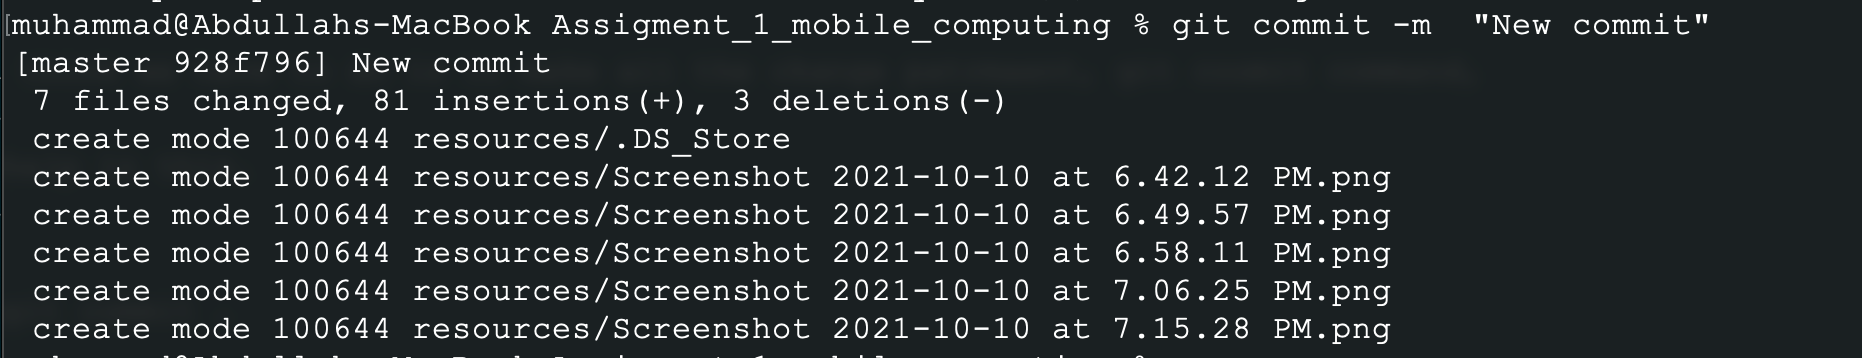 [muhammad@Abdullahs-MacBook Assigment_1_mobile_computing % git commit -m  "New commit"
[master 928f796] New commit
 7 files changed, 81 insertions(+), 3 deletions(-)
 create mode 100644 resources/.DS_Store
 create mode 100644 resources/Screenshot 2021-10-10 at 6.42.12 PM.png
 create mode 100644 resources/Screenshot 2021-10-10 at 6.49.57 PM.png
 create mode 100644 resources/Screenshot 2021-10-10 at 6.58.11 PM.png
 create mode 100644 resources/Screenshot 2021-10-10 at 7.06.25 PM.png
 create mode 100644 resources/Screenshot 2021-10-10 at 7.15.28 PM.png